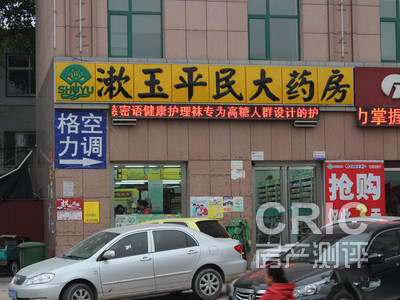 SHUYU 漱玉平民大药房
慈密语健康护理袜专为高糖人群设计的护
力掌握
格力
空调
抢购
CRIC
房产测评